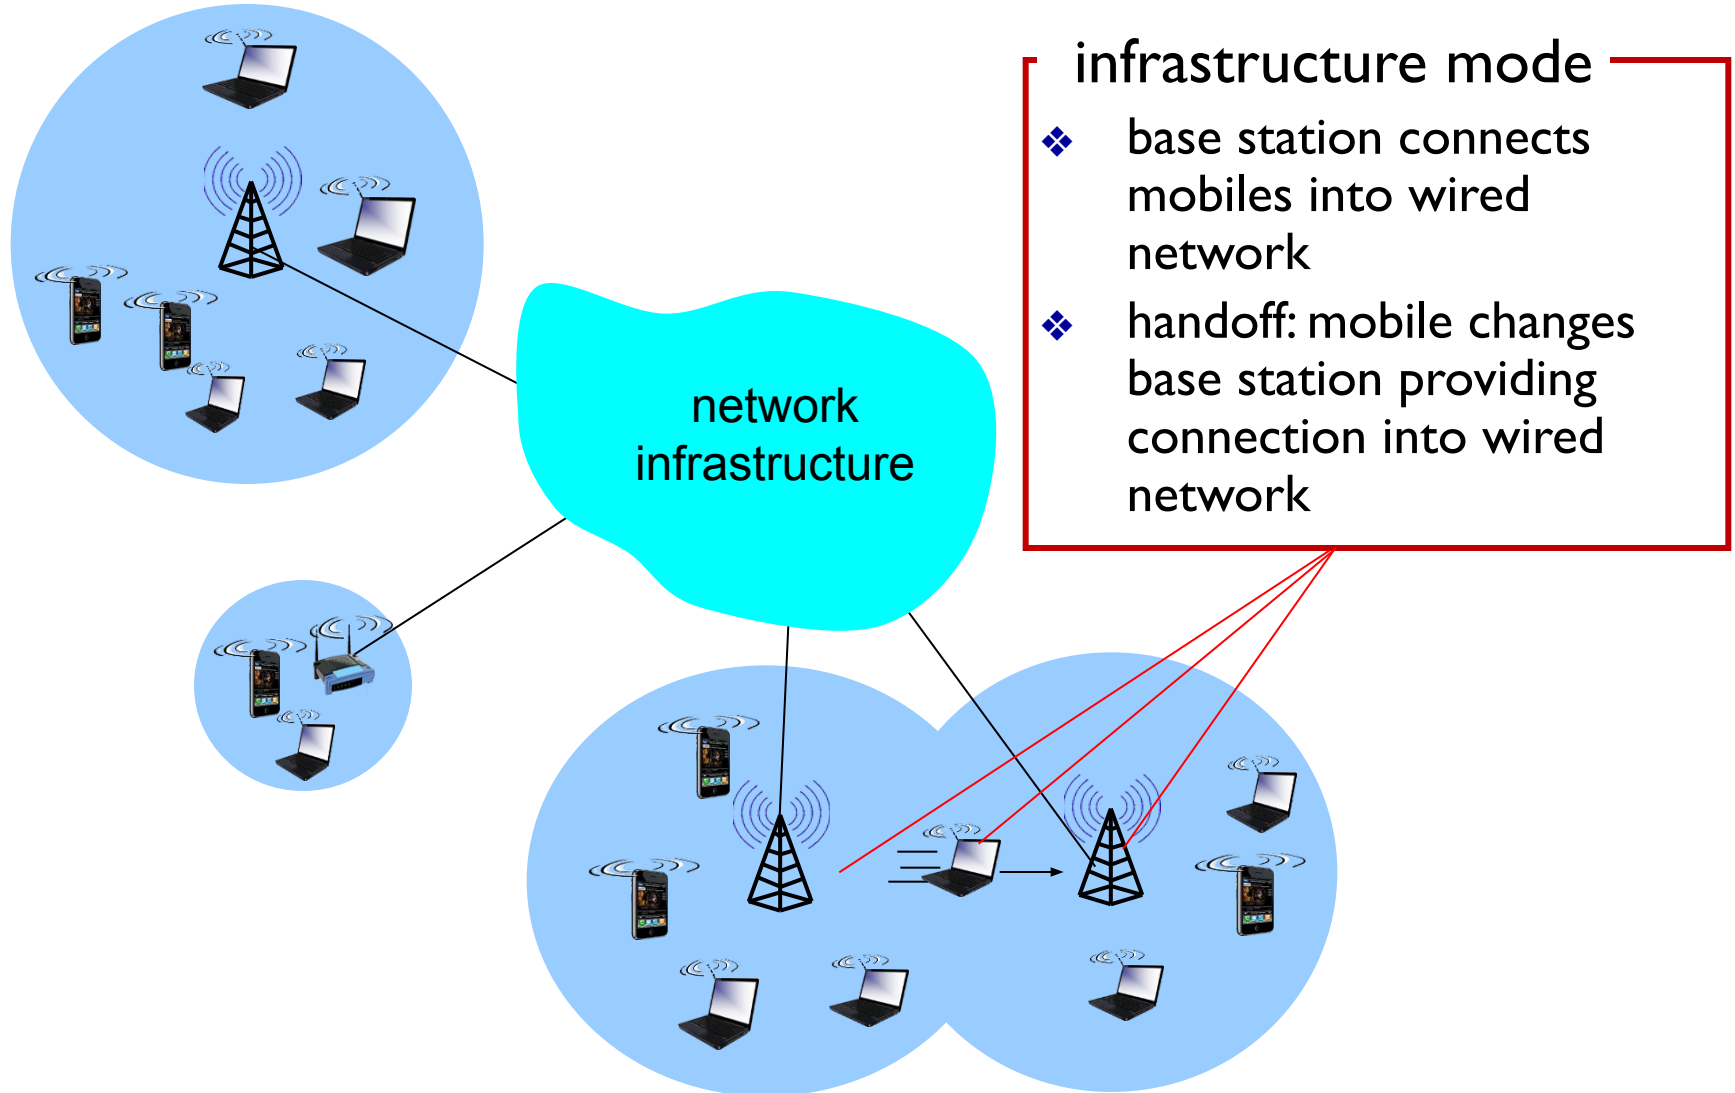 infrastructure mode
❖ base station connects
mobiles into wired
network
❖ handoff: mobile changes
base station providing
connection into wired
network
network
infrastructure